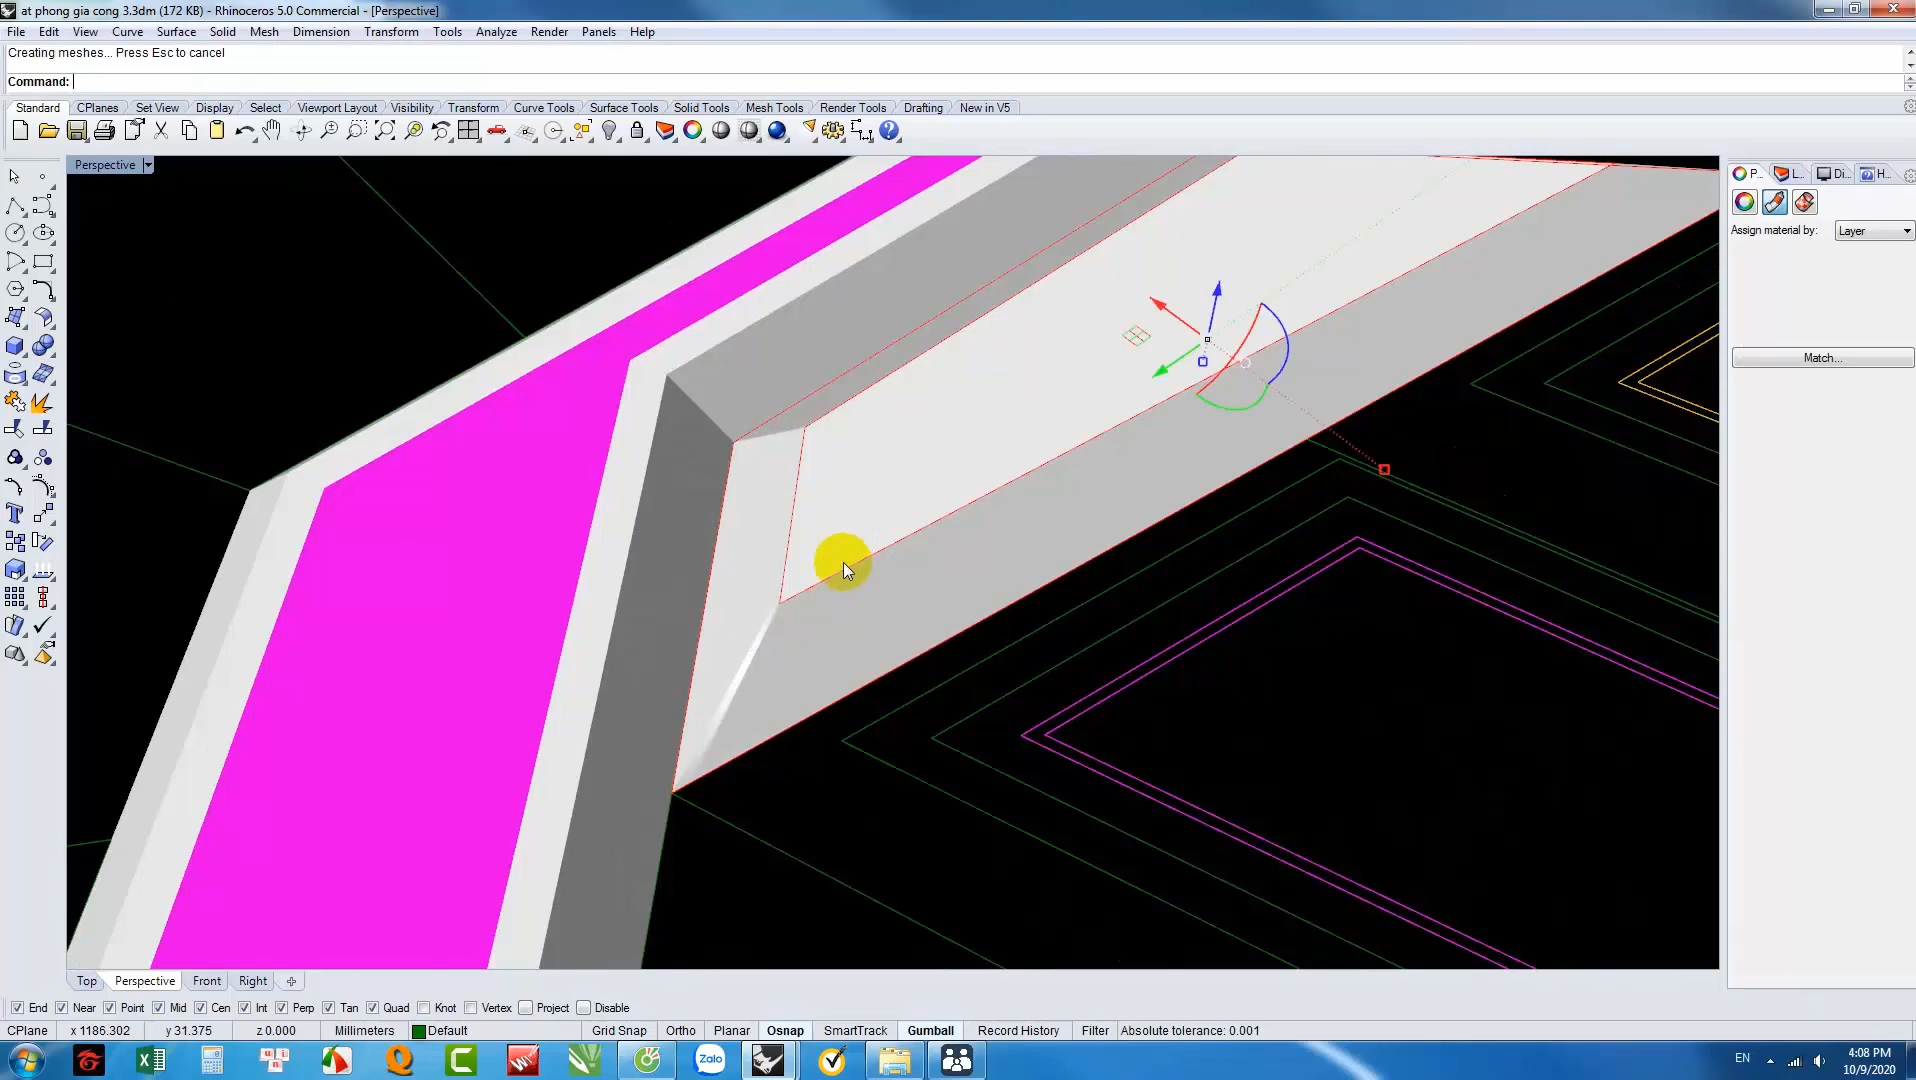 at phong gia cong 3.3dm (172 KB) - Rhinoceros 5.0 Commercial - [Perspective]
File Edit View Curve Surface Solid Mesh Dimension Transform Tools Analyze Render Panels Help
Creating meshes... Press Esc to cancel
Command:
Standard CPlanes Set View Display Select Viewport Layout Visibility Transform Curve Tools Surface Tools Solid Tools Mesh Tools Render Tools Drafting New in V5
Perspective
P... L... Di... H...
Assign material by: Layer
Match...
Top Perspective Front Right
End Near Point Mid Cen Int Perp Tan Quad Knot Vertex Project Disable
CPlane x 1186.302 y 31.375 z 0.000 Millimeters Default Grid Snap Ortho Planar Osnap SmartTrack Gumball Record History Filter Absolute tolerance: 0.001
Zalo
EN
4:08 PM
10/9/2020